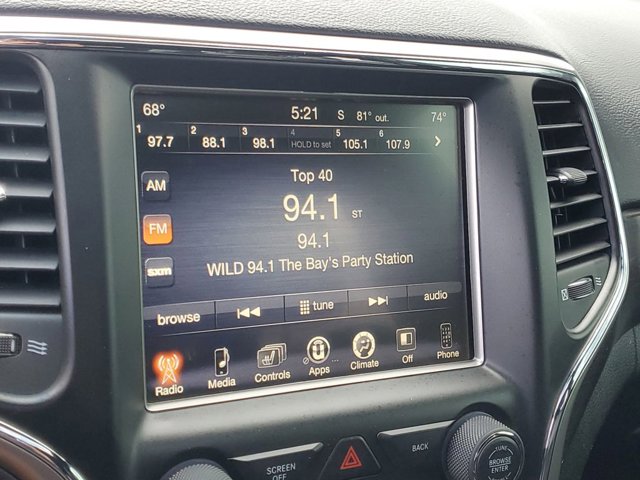 68° 5:21 S 81° out. 74°
1 97.7 2 88.1 3 98.1 4 HOLD to set 5 105.1 6 107.9 >
Top 40
AM
94.1 ST
FM
94.1
WILD 94.1 The Bay's Party Station
sxm
browse tune audio
Radio Media Controls Apps Climate Off Phone
SCREEN OFF
BACK
TUNE
BROWSE
ENTER